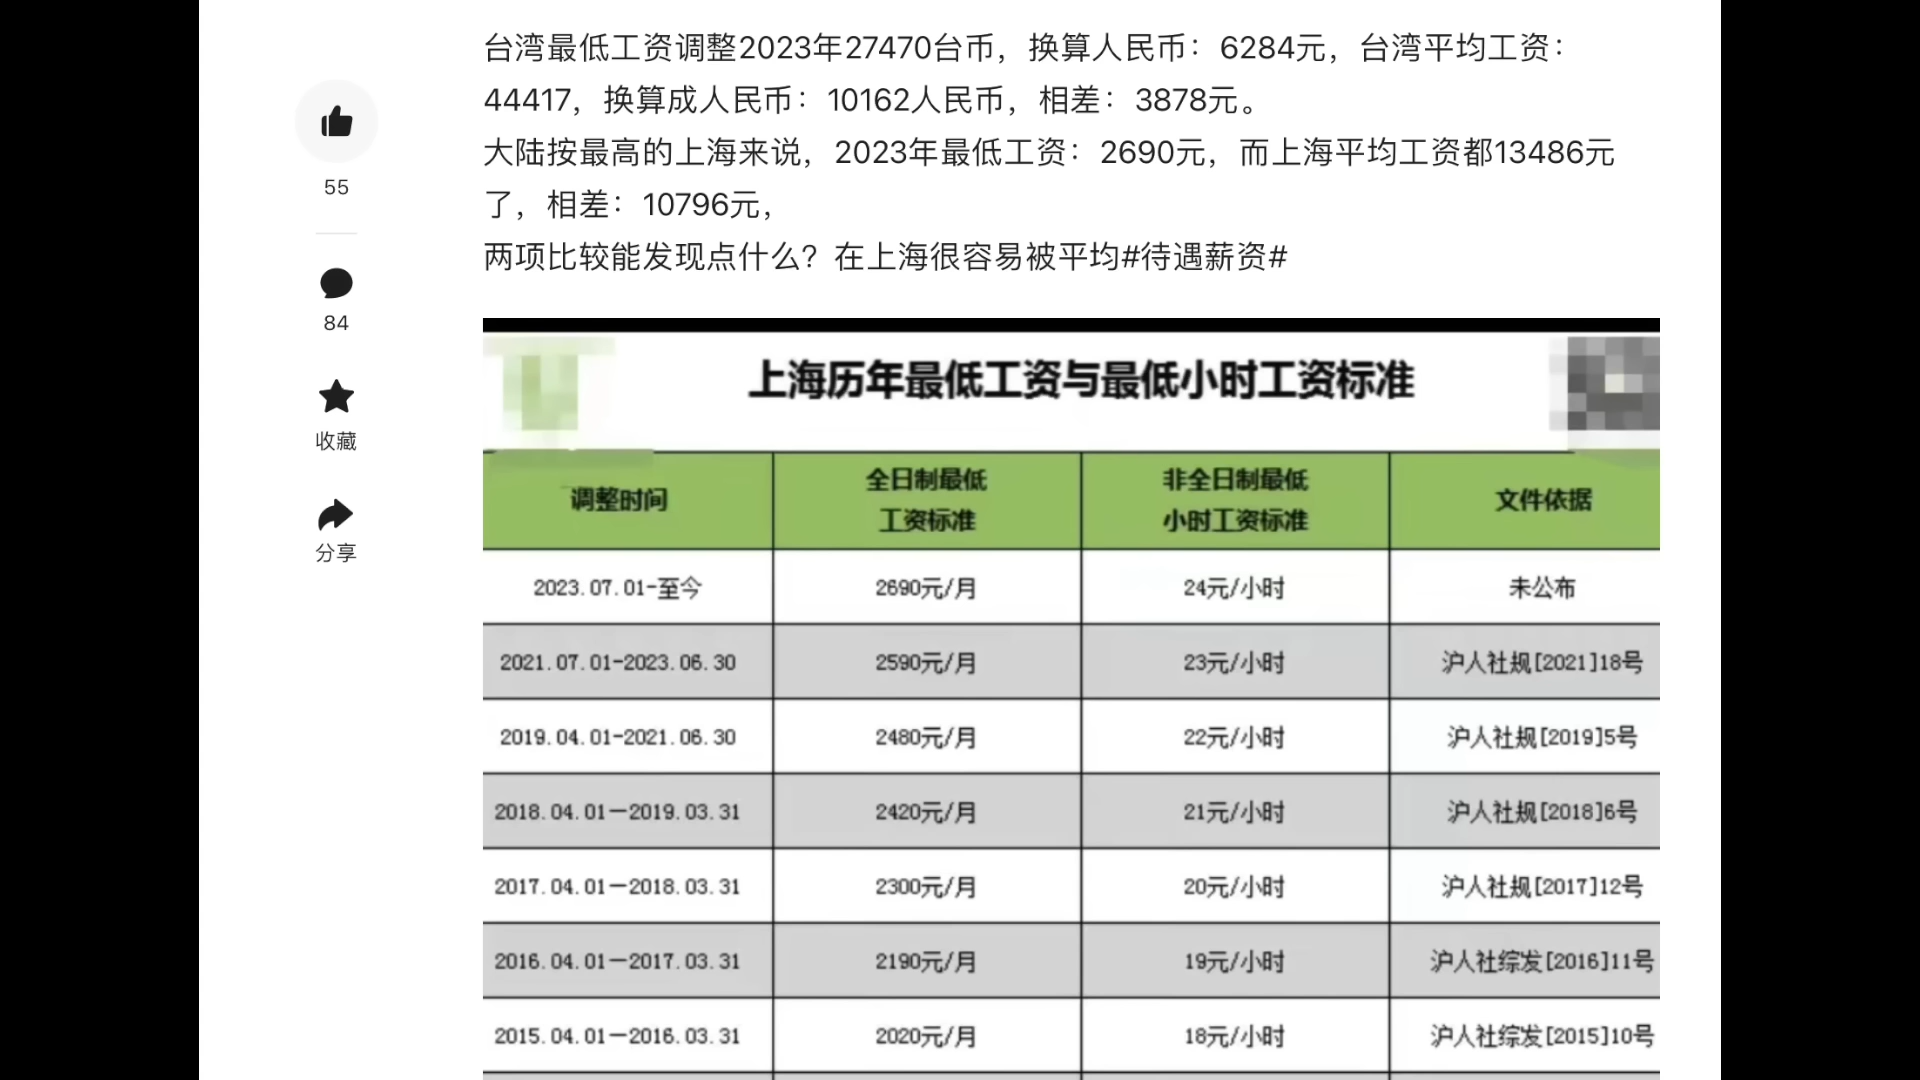 台湾最低工资调整2023年27470台币，换算人民币：6284元，台湾平均工资：
44417，换算成人民币：10162人民币，相差：3878元。
大陆按最高的上海来说，2023年最低工资：2690元，而上海平均工资都13486元
了，相差：10796元，
两项比较能发现点什么？在上海很容易被平均#待遇薪资#
55
84
收藏
分享
上海历年最低工资与最低小时工资标准
调整时间 全日制最低工资标准 非全日制最低小时工资标准 文件依据
2023.07.01-至今 2690元/月 24元/小时 未公布
2021.07.01-2023.06.30 2590元/月 23元/小时 沪人社规[2021]18号
2019.04.01-2021.06.30 2480元/月 22元/小时 沪人社规[2019]5号
2018.04.01—2019.03.31 2420元/月 21元/小时 沪人社规[2018]6号
2017.04.01—2018.03.31 2300元/月 20元/小时 沪人社规[2017]12号
2016.04.01—2017.03.31 2190元/月 19元/小时 沪人社综发[2016]11号
2015.04.01—2016.03.31 2020元/月 18元/小时 沪人社综发[2015]10号